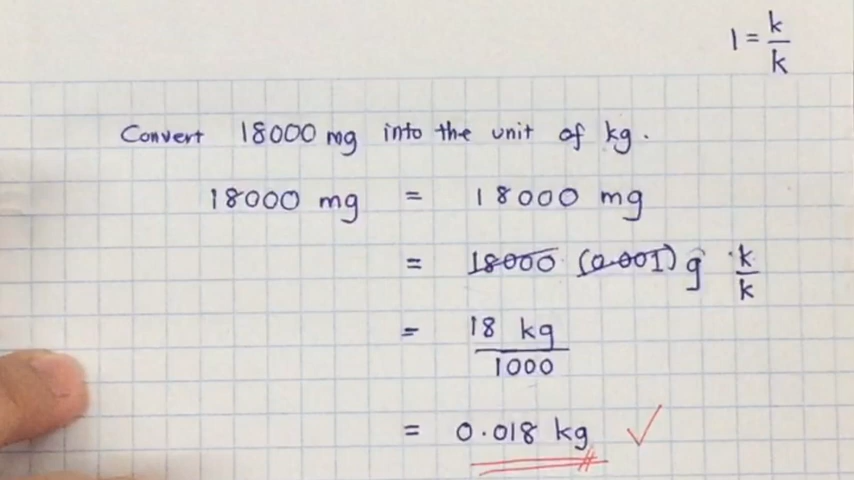 1 = k/k
Convert 18000 mg into the unit of kg.
18000 mg = 18000 mg
= 18000 (0.001) g · k/k
= 18 kg / 1000
= 0.018 kg ✓